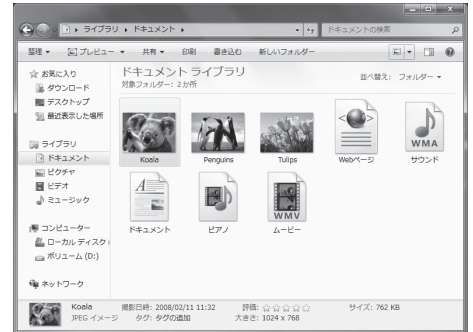 ライブラリ ドキュメント
ドキュメントの検索
整理 プレビュー 共有 印刷 書き込む 新しいフォルダー
お気に入り
ダウンロード
デスクトップ
最近表示した場所
ライブラリ
ドキュメント
ピクチャ
ビデオ
ミュージック
コンピューター
ローカル ディスク (
ボリューム (D:)
ネットワーク
ドキュメント ライブラリ
対象フォルダー: 2 か所
並べ替え: フォルダー
Koala
Penguins
Tulips
Webページ
WMA
サウンド
ドキュメント
ピアノ
WMV
ムービー
Koala 撮影日時: 2008/02/11 11:32 評価: サイズ: 762 KB
JPEG イメージ タグ: タグの追加 大きさ: 1024 x 768